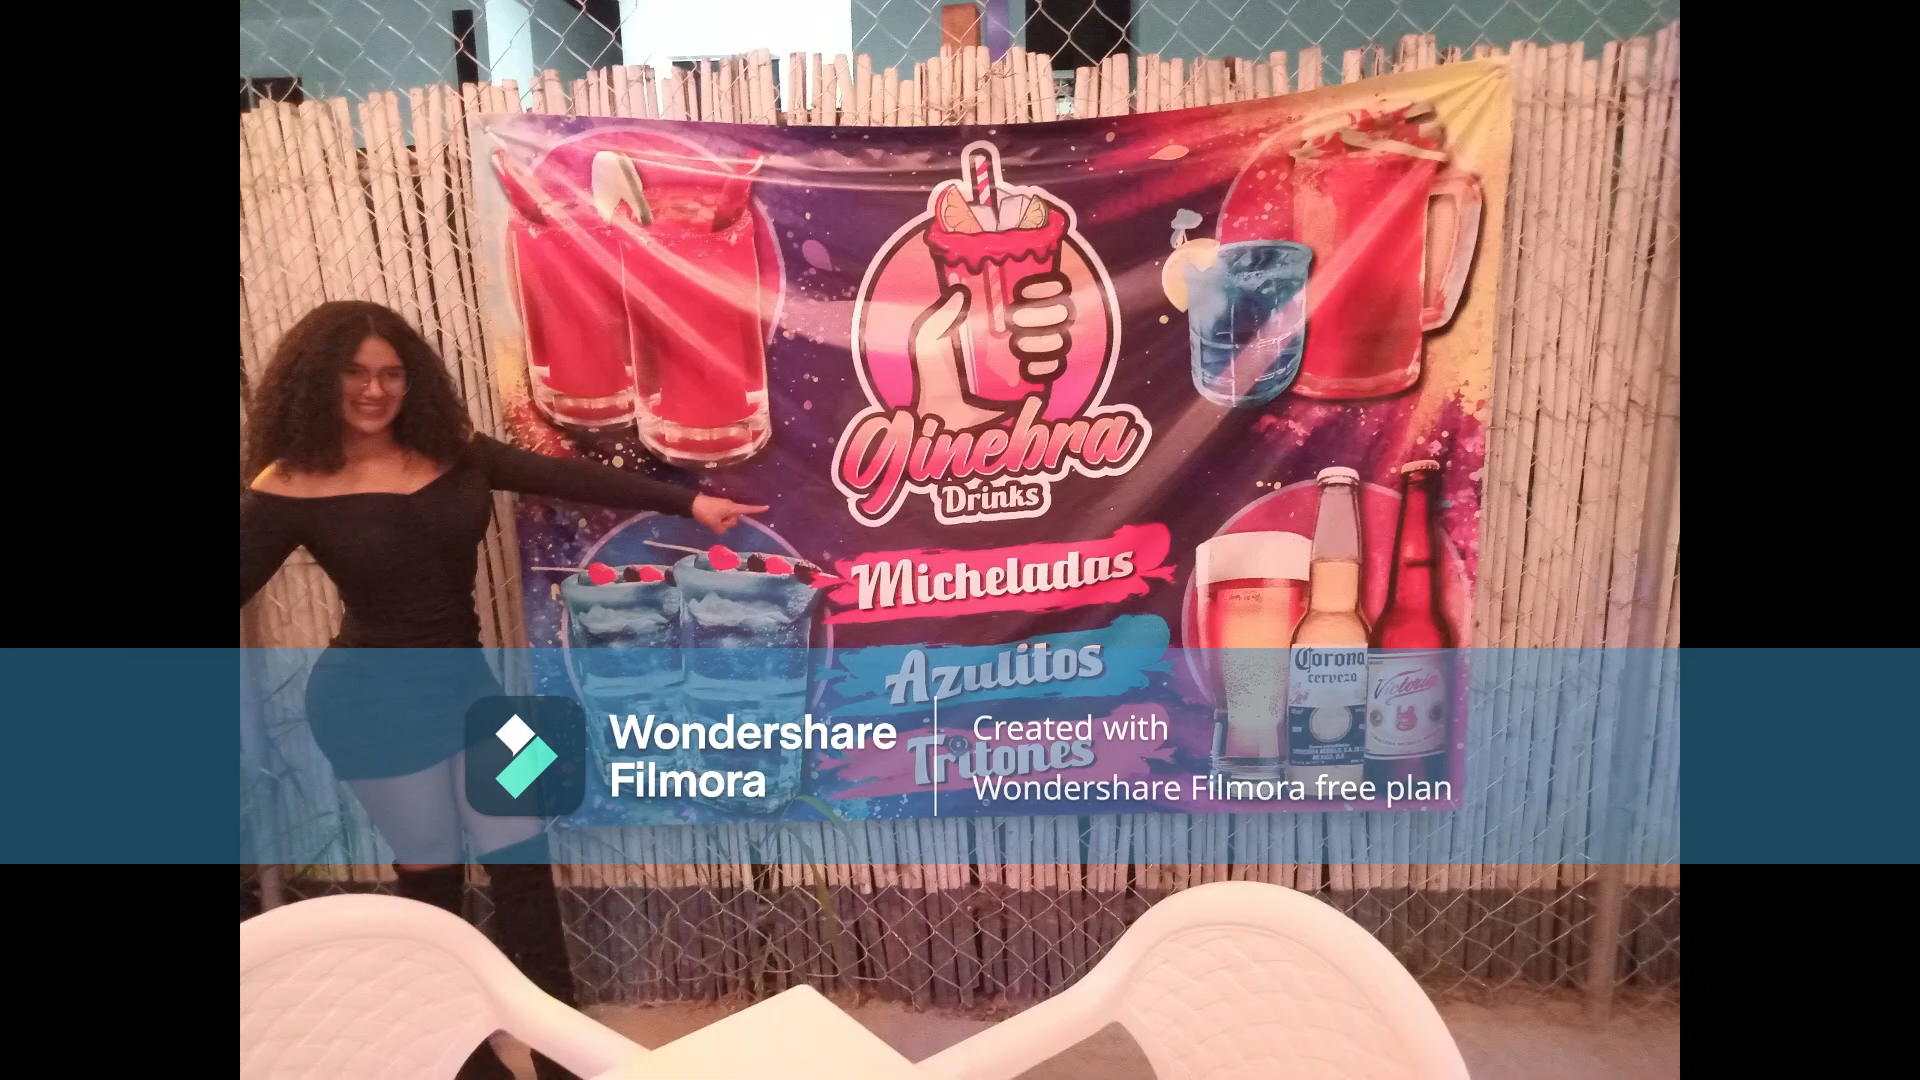 Ginebra
Drinks
Micheladas
Azulitos
Tritones
Corona
cerveza
Victoria
Wondershare
Filmora
Created with
Wondershare Filmora free plan